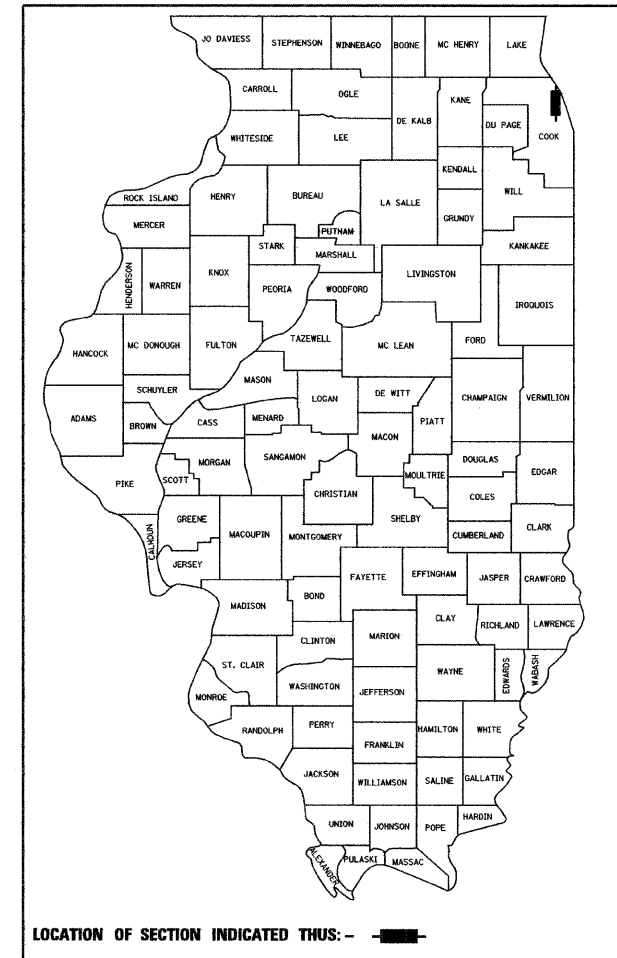 JO DAVIESS
STEPHENSON
WINNEBAGO
BOONE
MC HENRY
LAKE
CARROLL
OGLE
KANE
DE KALB
DU PAGE
COOK
WHITESIDE
LEE
KENDALL
WILL
ROCK ISLAND
HENRY
BUREAU
LA SALLE
GRUNDY
MERCER
PUTNAM
STARK
MARSHALL
KANKAKEE
HENDERSON
WARREN
KNOX
PEORIA
WOODFORD
LIVINGSTON
IROQUOIS
HANCOCK
MC DONOUGH
FULTON
TAZEWELL
MC LEAN
FORD
SCHUYLER
MASON
LOGAN
DE WITT
CHAMPAIGN
VERMILION
ADAMS
BROWN
CASS
MENARD
PIATT
MACON
PIKE
SCOTT
MORGAN
SANGAMON
CHRISTIAN
MOULTRIE
DOUGLAS
EDGAR
COLES
CALHOUN
GREENE
MACOUPIN
MONTGOMERY
SHELBY
CUMBERLAND
CLARK
JERSEY
FAYETTE
EFFINGHAM
JASPER
CRAWFORD
MADISON
BOND
CLAY
RICHLAND
LAWRENCE
CLINTON
MARION
ST. CLAIR
WAYNE
EDWARDS
WABASH
MONROE
WASHINGTON
JEFFERSON
RANDOLPH
PERRY
HAMILTON
WHITE
FRANKLIN
JACKSON
WILLIAMSON
SALINE
GALLATIN
UNION
JOHNSON
POPE
HARDIN
ALEXANDER
PULASKI
MASSAC
LOCATION OF SECTION INDICATED THUS: -